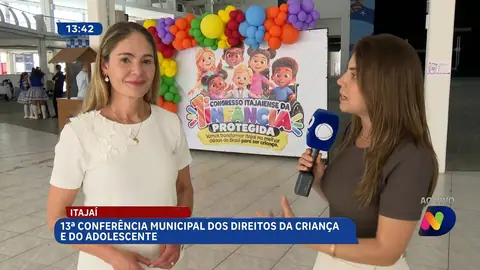 13:42
CONGRESSO ITAJAIENSE DA
INFÂNCIA
PROTEGIDA
AO VIVO
ITAJAÍ
13ª CONFERÊNCIA MUNICIPAL DOS DIREITOS DA CRIANÇA
E DO ADOLESCENTE